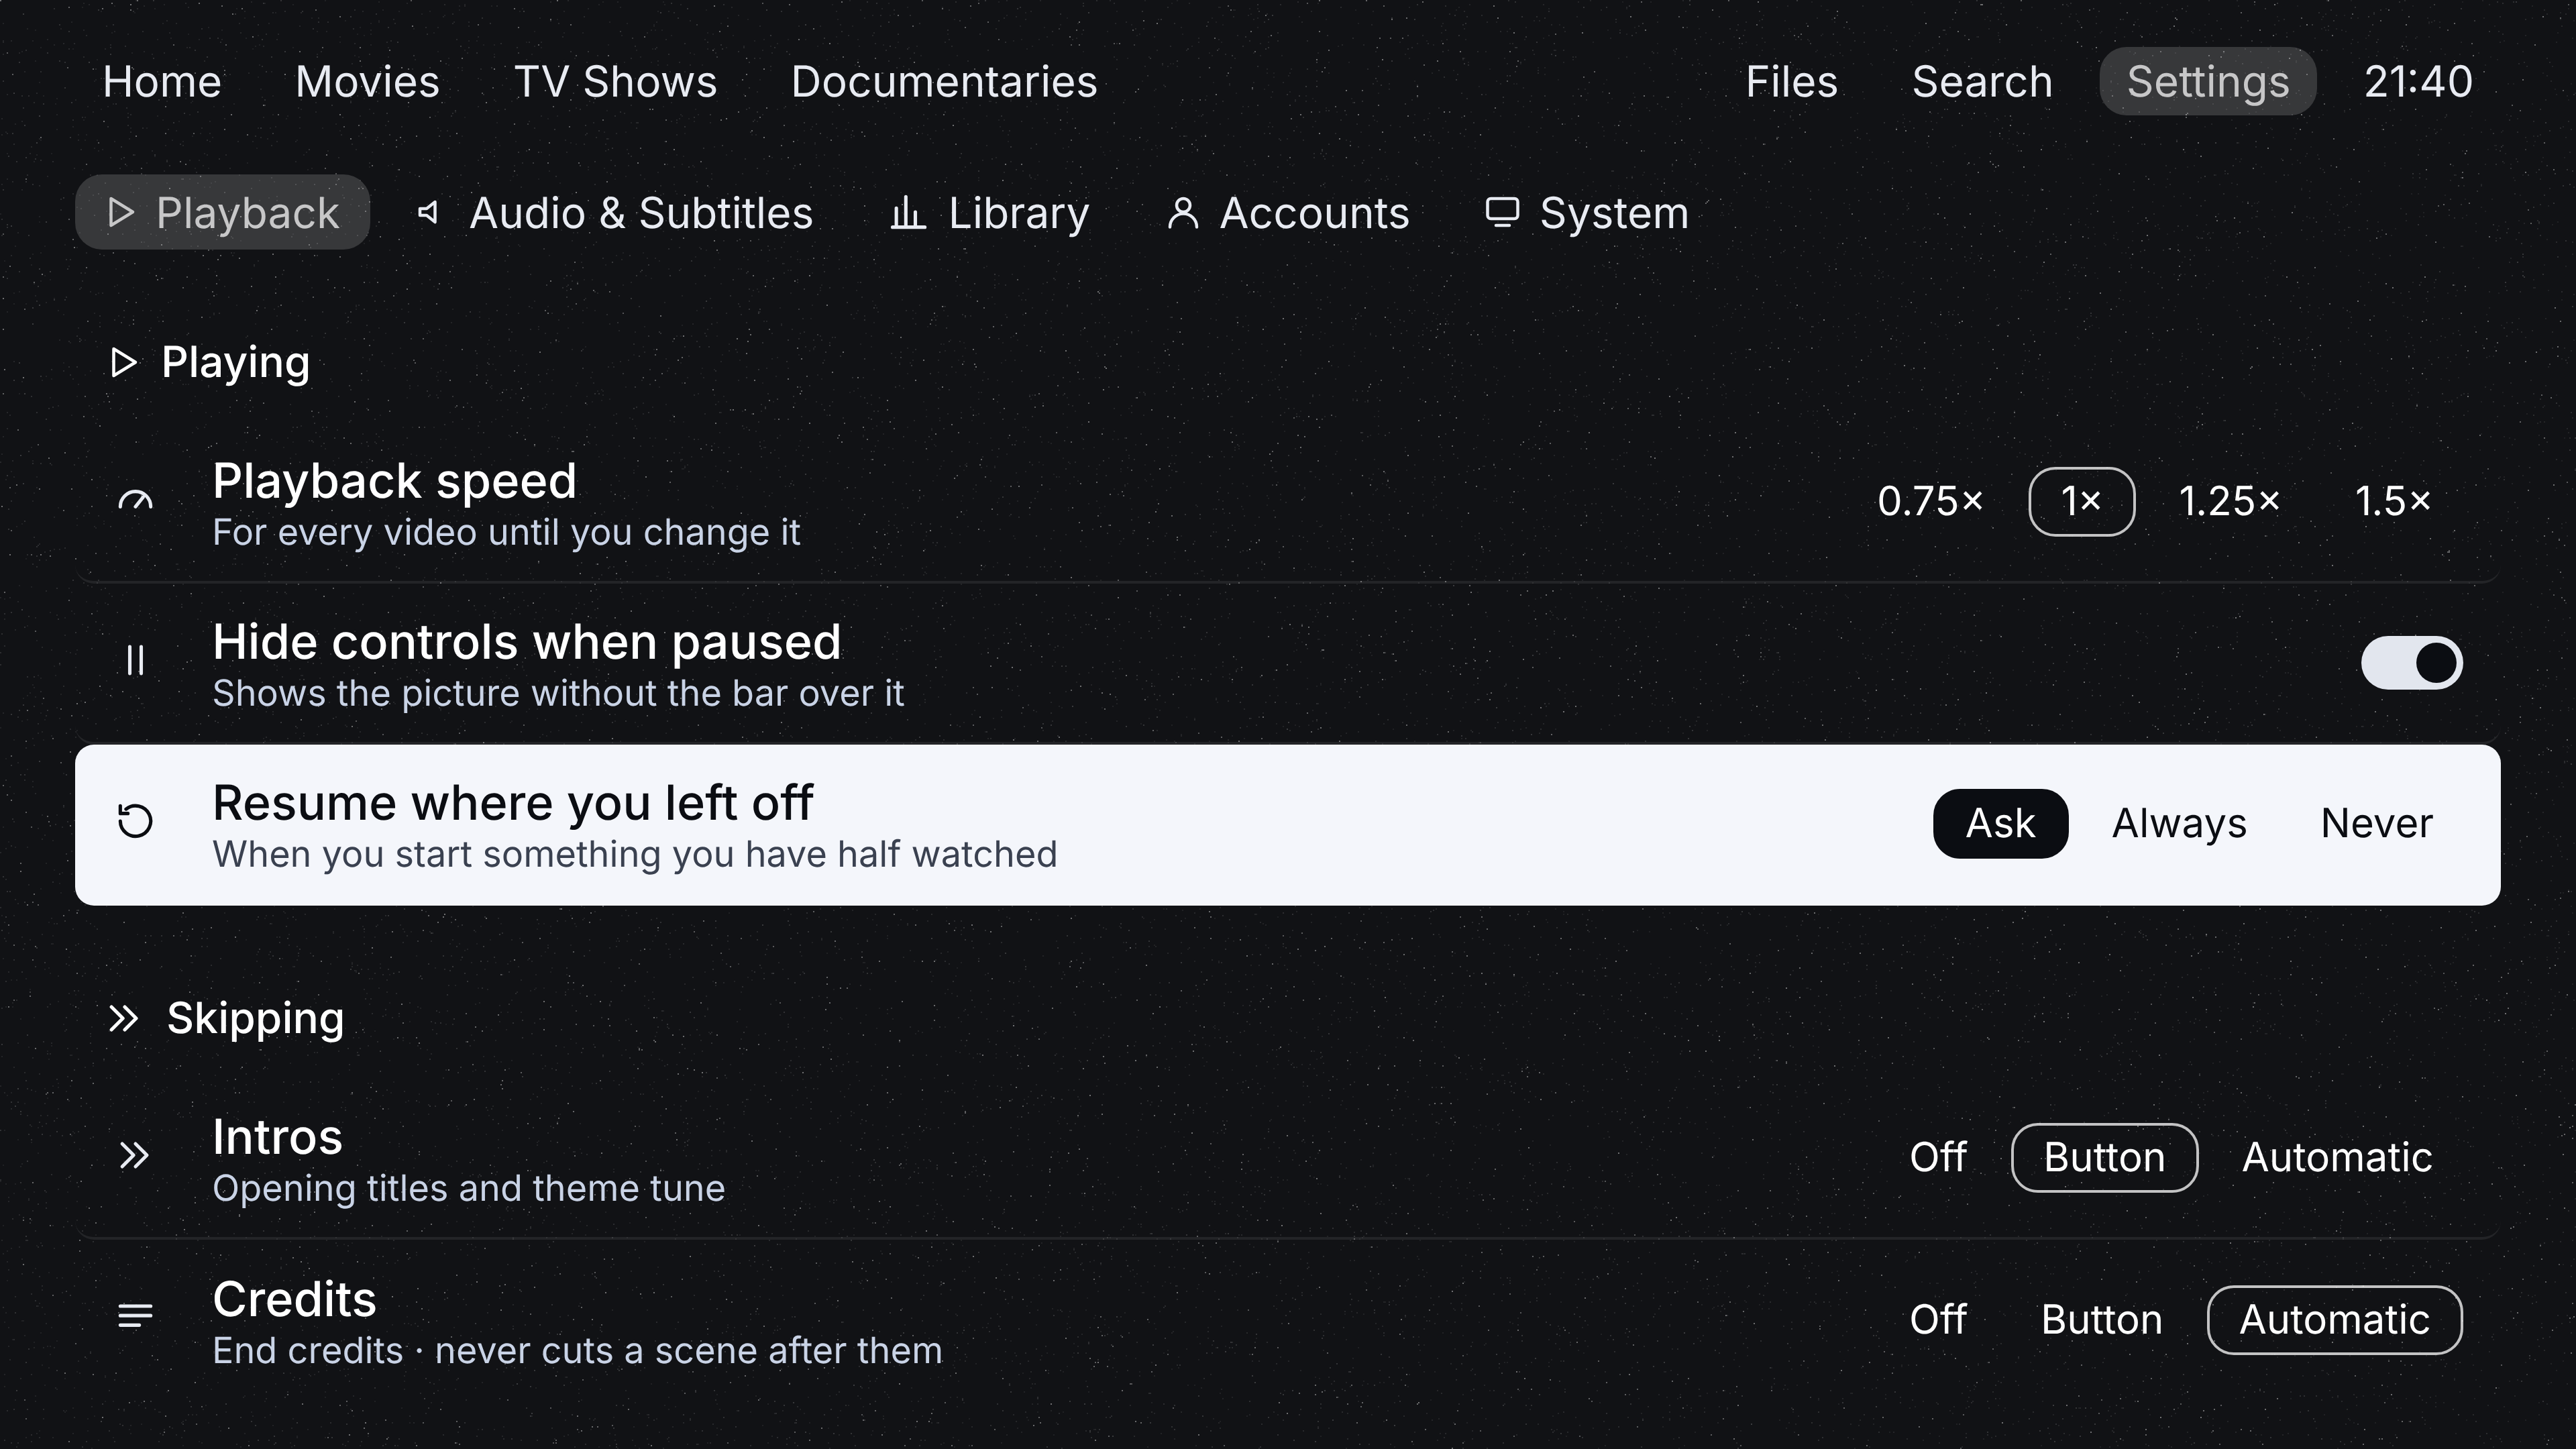 Home Movies TV Shows Documentaries Files Search Settings 21:40
Playback Audio & Subtitles Library Accounts System
Playing
Playback speed
For every video until you change it
0.75× 1× 1.25× 1.5×
Hide controls when paused
Shows the picture without the bar over it
Resume where you left off
When you start something you have half watched
Ask Always Never
Skipping
Intros
Opening titles and theme tune
Off Button Automatic
Credits
End credits · never cuts a scene after them
Off Button Automatic